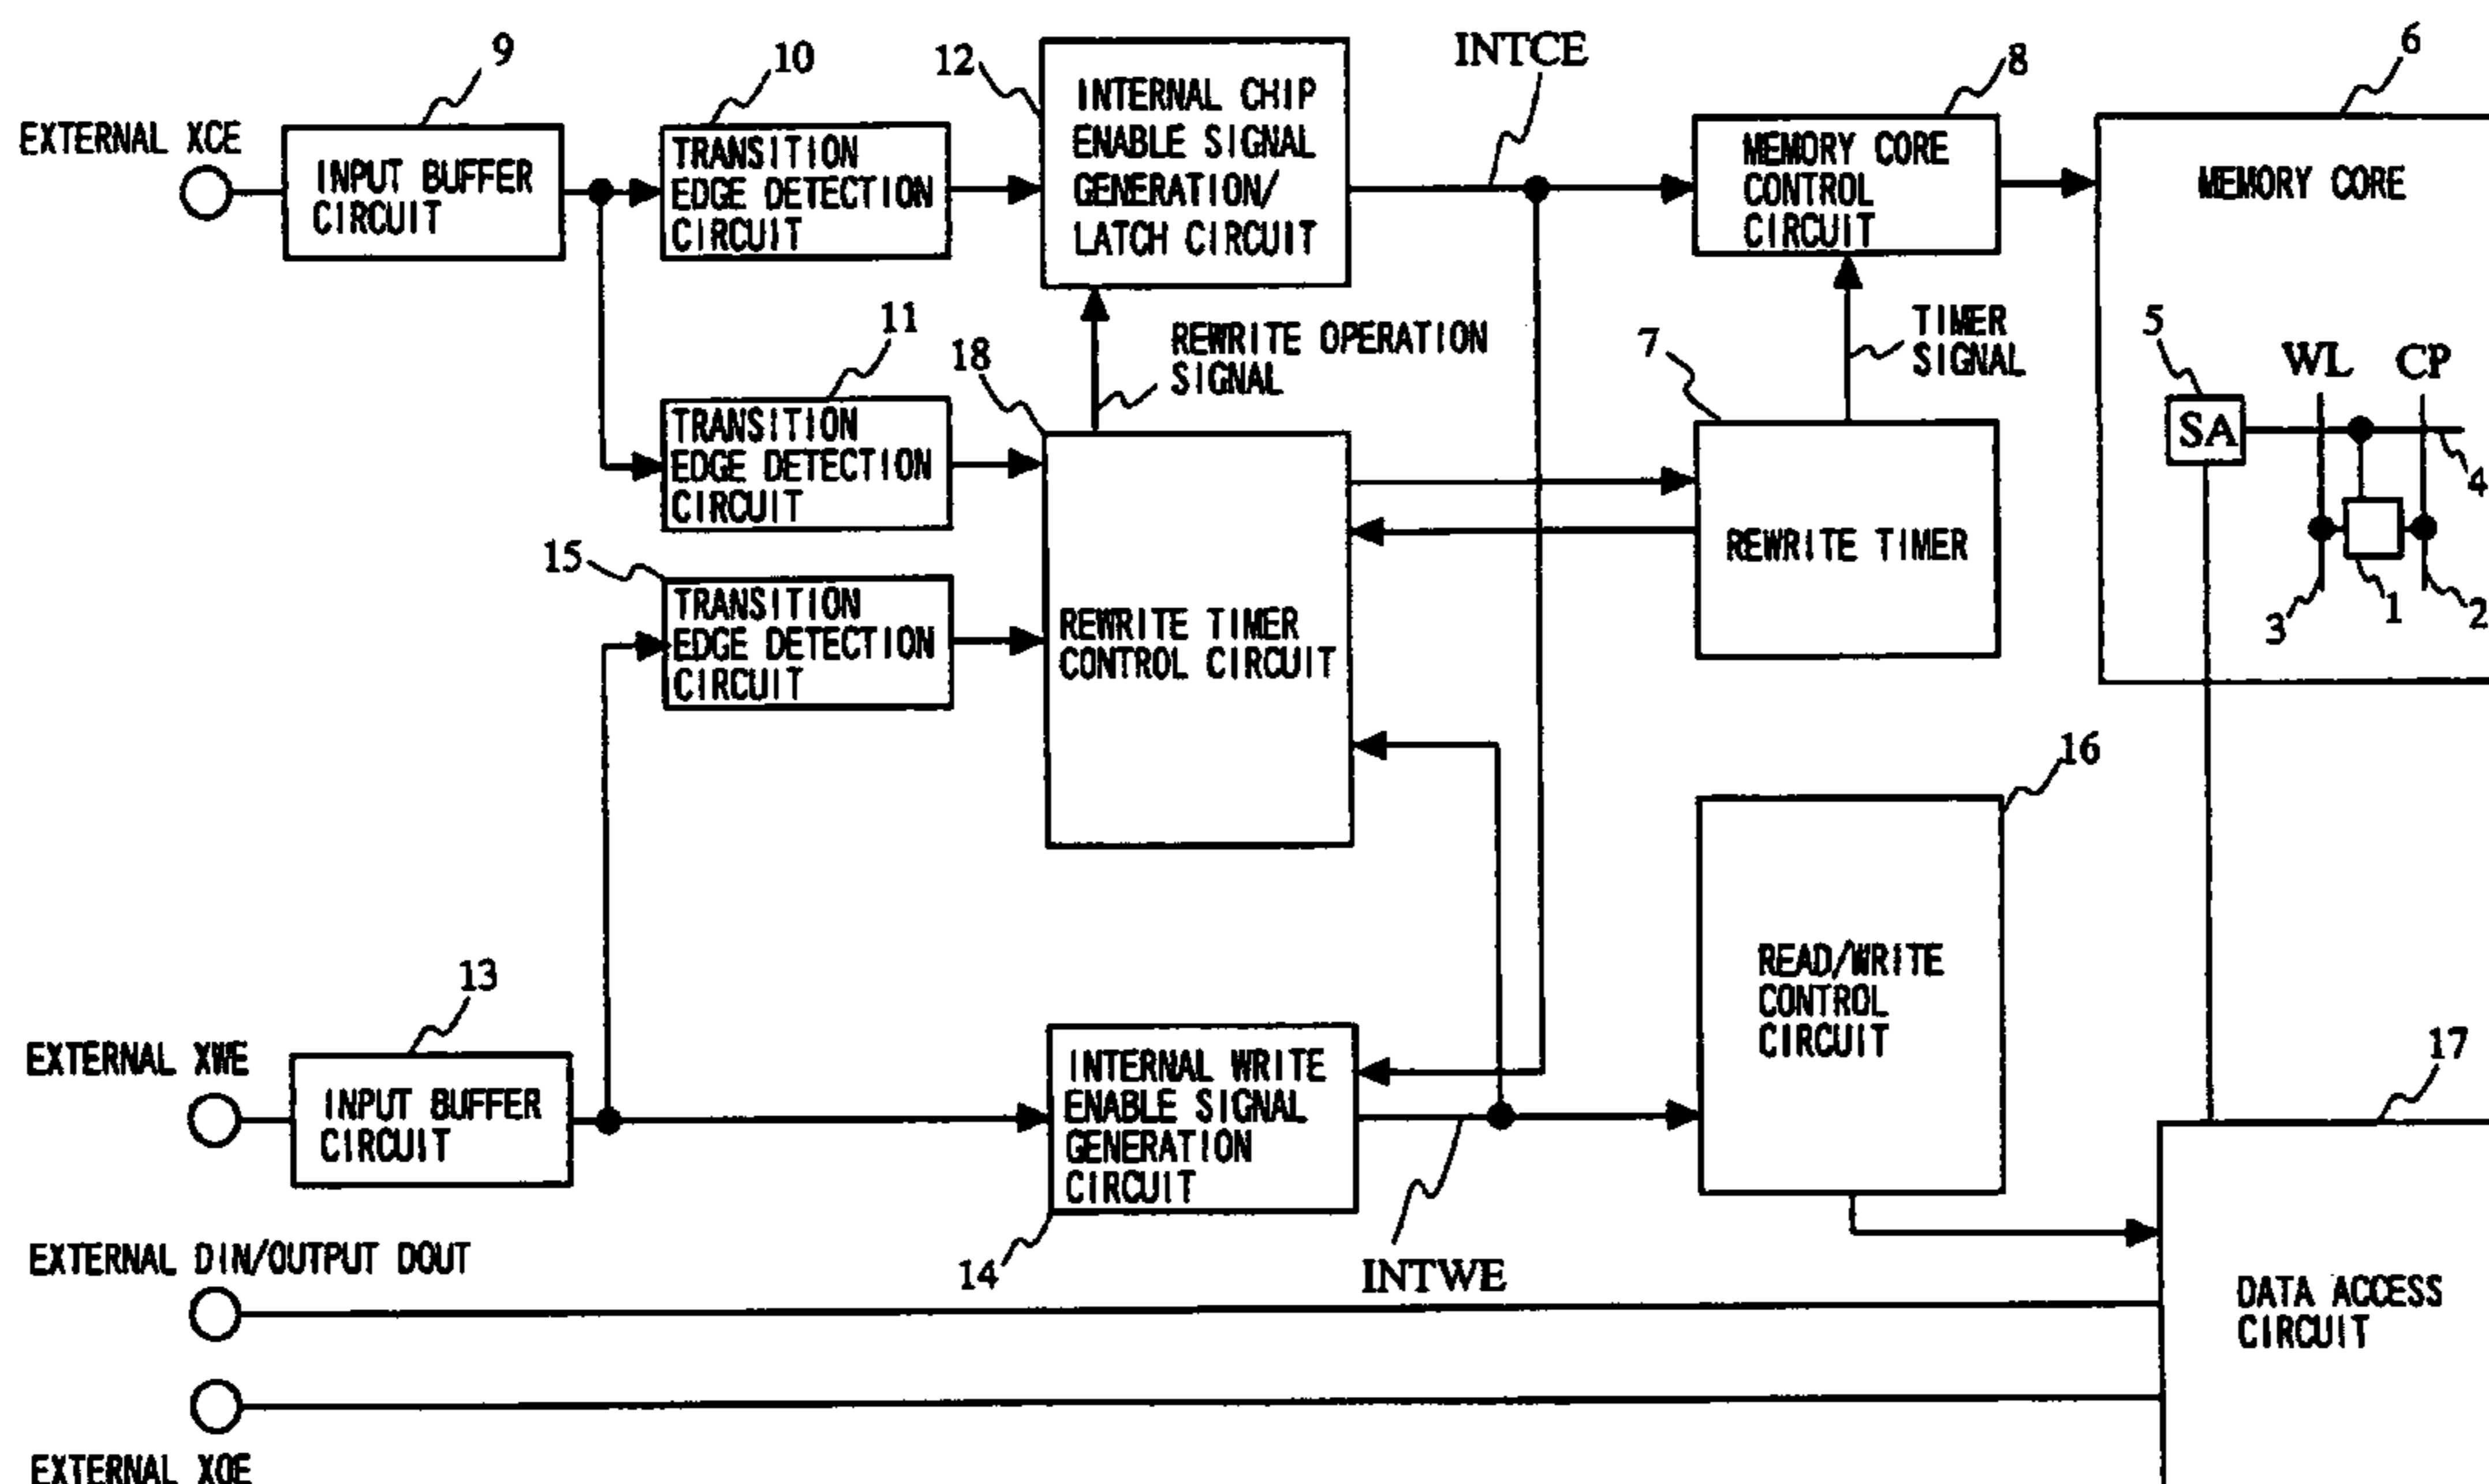 9
10
12
INTCE
8
6
EXTERNAL XCE
INPUT BUFFER
CIRCUIT
TRANSITION
EDGE DETECTION
CIRCUIT
INTERNAL CHIP
ENABLE SIGNAL
GENERATION/
LATCH CIRCUIT
MEMORY CORE
CONTROL
CIRCUIT
MEMORY CORE
11
18
REWRITE OPERATION
SIGNAL
7
TIMER
SIGNAL
5
WL
CP
SA
4
3
1
2
TRANSITION
EDGE DETECTION
CIRCUIT
15
TRANSITION
EDGE DETECTION
CIRCUIT
REWRITE TIMER
CONTROL CIRCUIT
REWRITE TIMER
16
13
READ/WRITE
CONTROL
CIRCUIT
17
EXTERNAL XWE
INPUT BUFFER
CIRCUIT
INTERNAL WRITE
ENABLE SIGNAL
GENERATION
CIRCUIT
14
INTWE
EXTERNAL DIN/OUTPUT DOUT
DATA ACCESS
CIRCUIT
EXTERNAL XOE